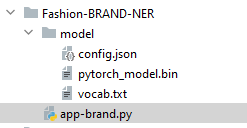 Fashion-BRAND-NER
model
config.json
pytorch_model.bin
vocab.txt
app-brand.py